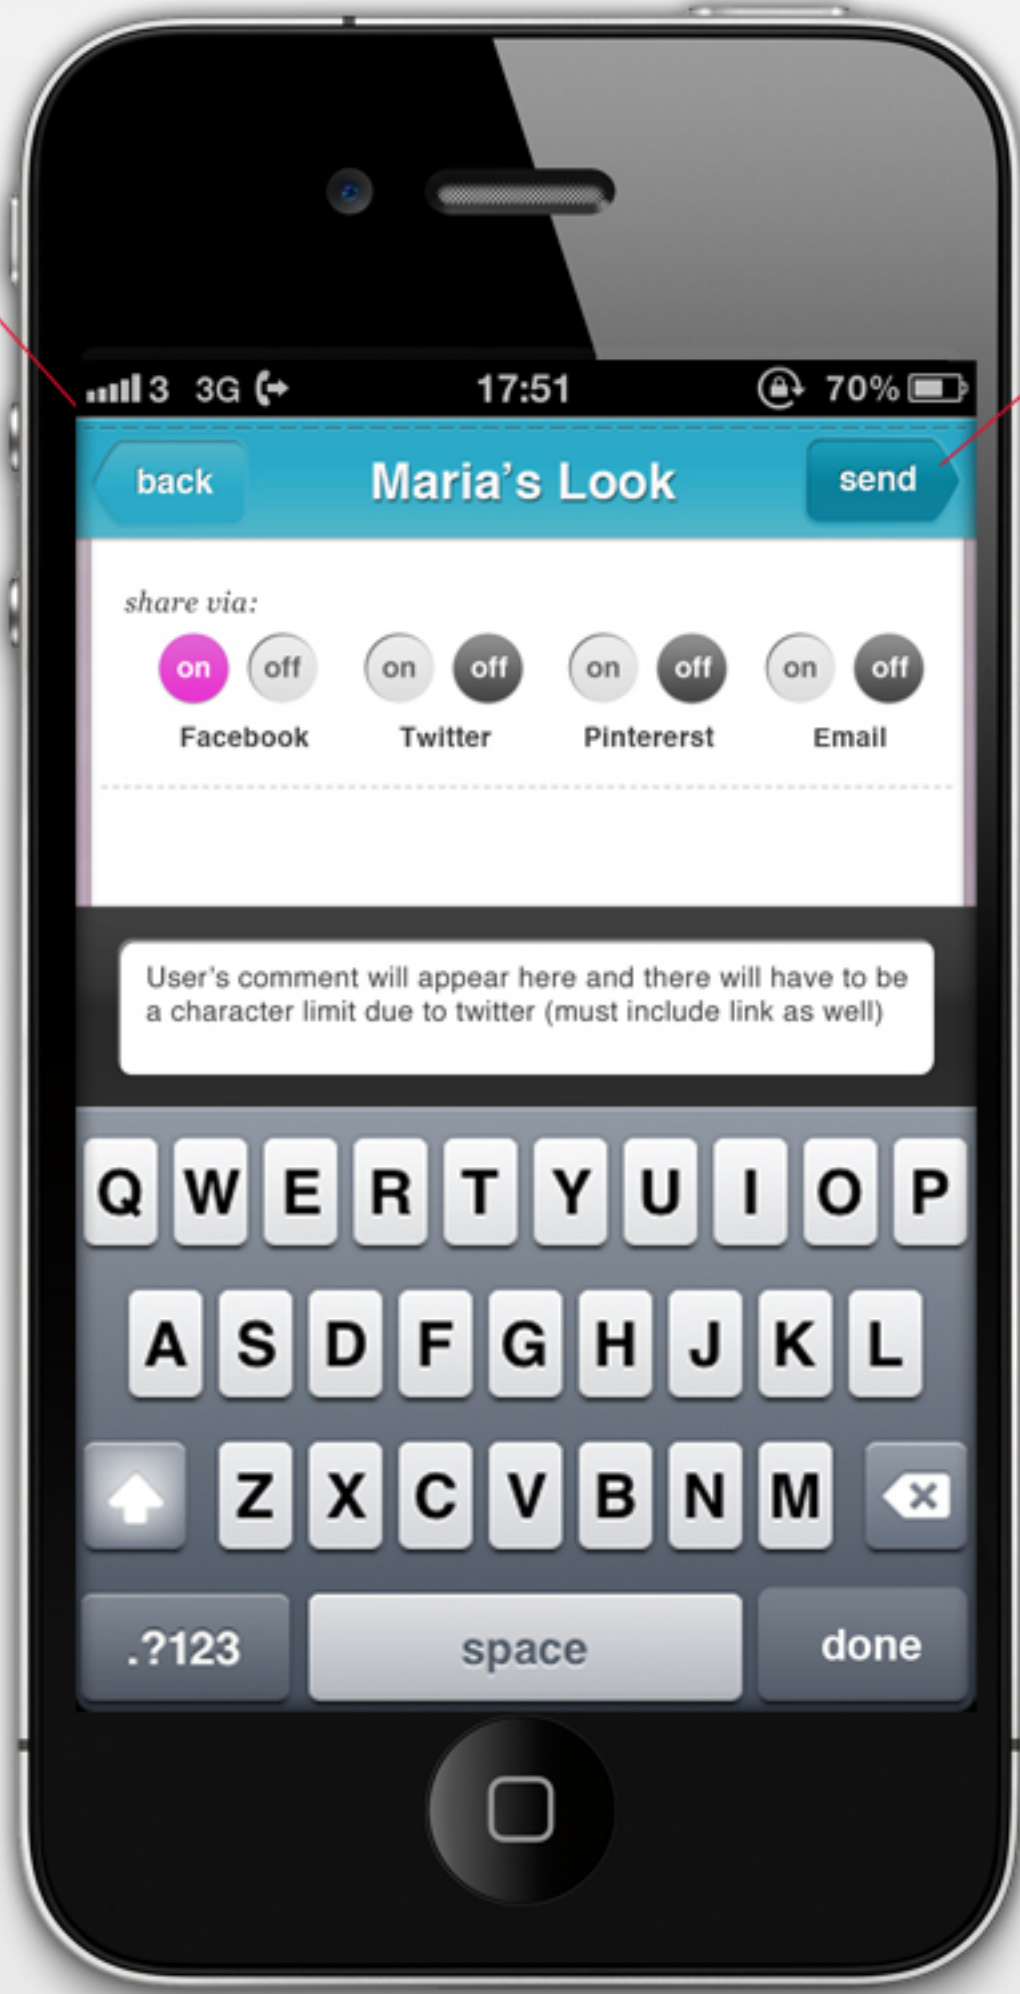 3 3G 17:51 70%
back Maria's Look send
share via:
on off on off on off on off
Facebook Twitter Pintererst Email
User's comment will appear here and there will have to be
a character limit due to twitter (must include link as well)
Q W E R T Y U I O P
A S D F G H J K L
Z X C V B N M
.?123 space done